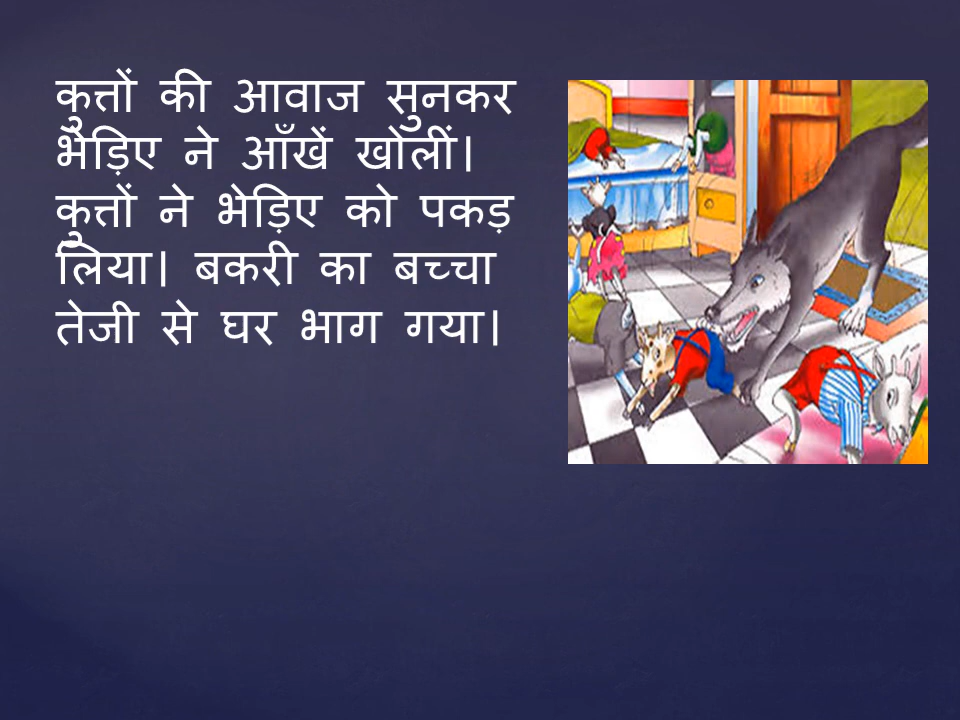 कुत्तों की आवाज सुनकर
भेड़िए ने आँखें खोलीं।
कुत्तों ने भेड़िए को पकड़
लिया। बकरी का बच्चा
तेजी से घर भाग गया।